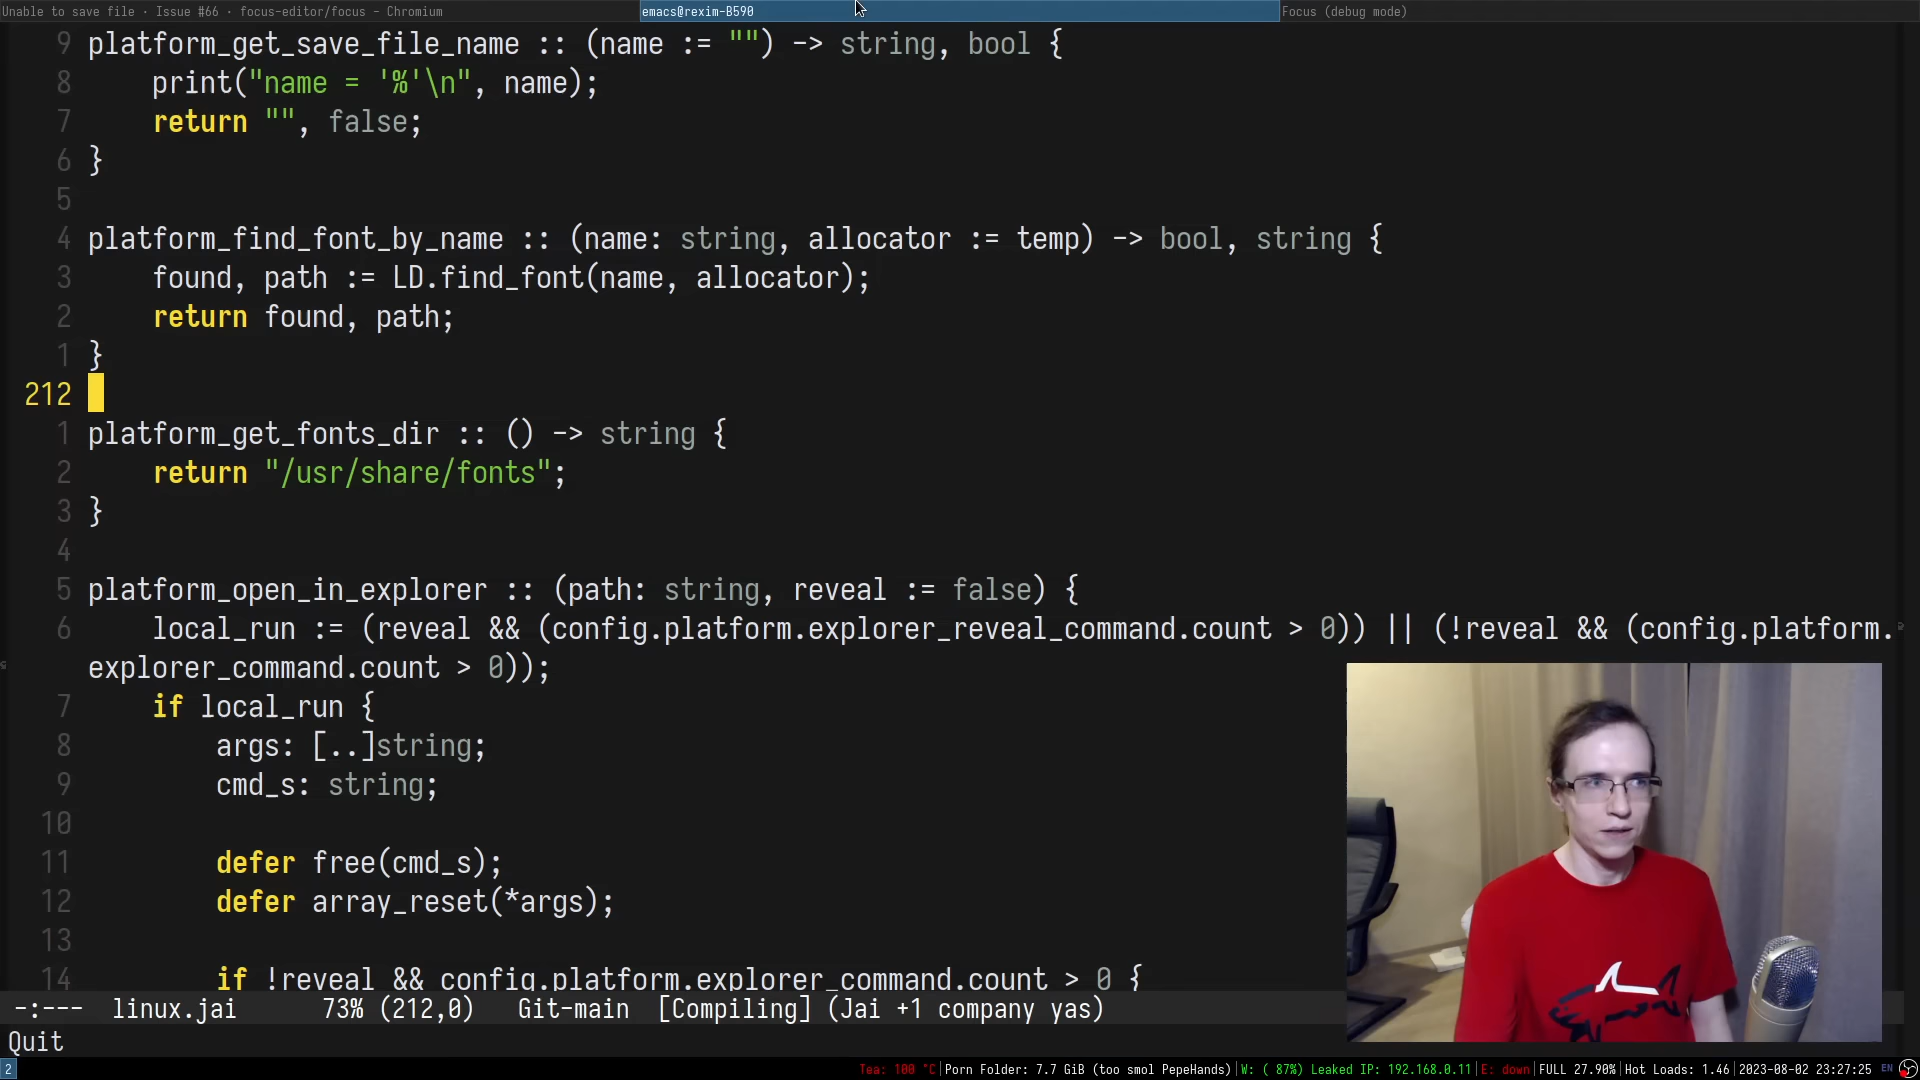 Unable to save file · Issue #66 · focus-editor/focus - Chromium
emacs@rexim-B590
Focus (debug mode)
9 platform_get_save_file_name :: (name := "") -> string, bool {
8 print("name = '%'\n", name);
7 return "", false;
6 }
5
4 platform_find_font_by_name :: (name: string, allocator := temp) -> bool, string {
3 found, path := LD.find_font(name, allocator);
2 return found, path;
1 }
212
1 platform_get_fonts_dir :: () -> string {
2 return "/usr/share/fonts";
3 }
4
5 platform_open_in_explorer :: (path: string, reveal := false) {
6 local_run := (reveal && (config.platform.explorer_reveal_command.count > 0)) || (!reveal && (config.platform.
explorer_command.count > 0));
7 if local_run {
8 args: [..]string;
9 cmd_s: string;
10
11 defer free(cmd_s);
12 defer array_reset(*args);
13
14 if !reveal && config.platform.explorer_command.count > 0 {
-:--- linux.jai 73% (212,0) Git-main [Compiling] (Jai +1 company yas)
Quit
2
Tea: 100 °C|Porn Folder: 7.7 GiB (too smol PepeHands)|W: ( 87%) Leaked IP: 192.168.0.11|E: down|FULL 27.90%|Hot Loads: 1.46|2023-08-02 23:27:25 EN